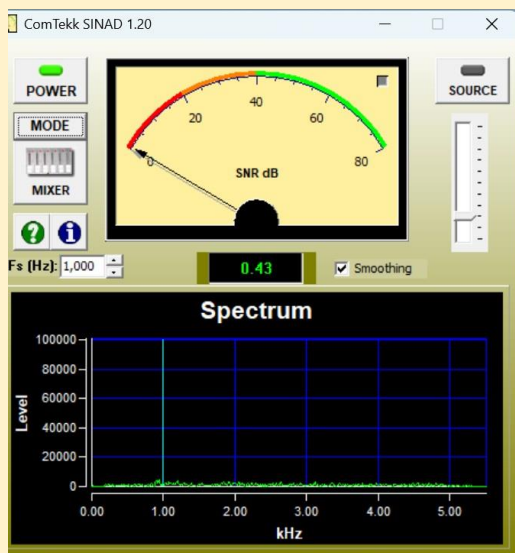 ComTekk SINAD 1.20
POWER
MODE
MIXER
SOURCE
0 20 40 60 80
SNR dB
Fs (Hz): 1,000
0.43
Smoothing
Spectrum
100000
80000
60000
40000
20000
0
Level
0.00 1.00 2.00 3.00 4.00 5.00
kHz